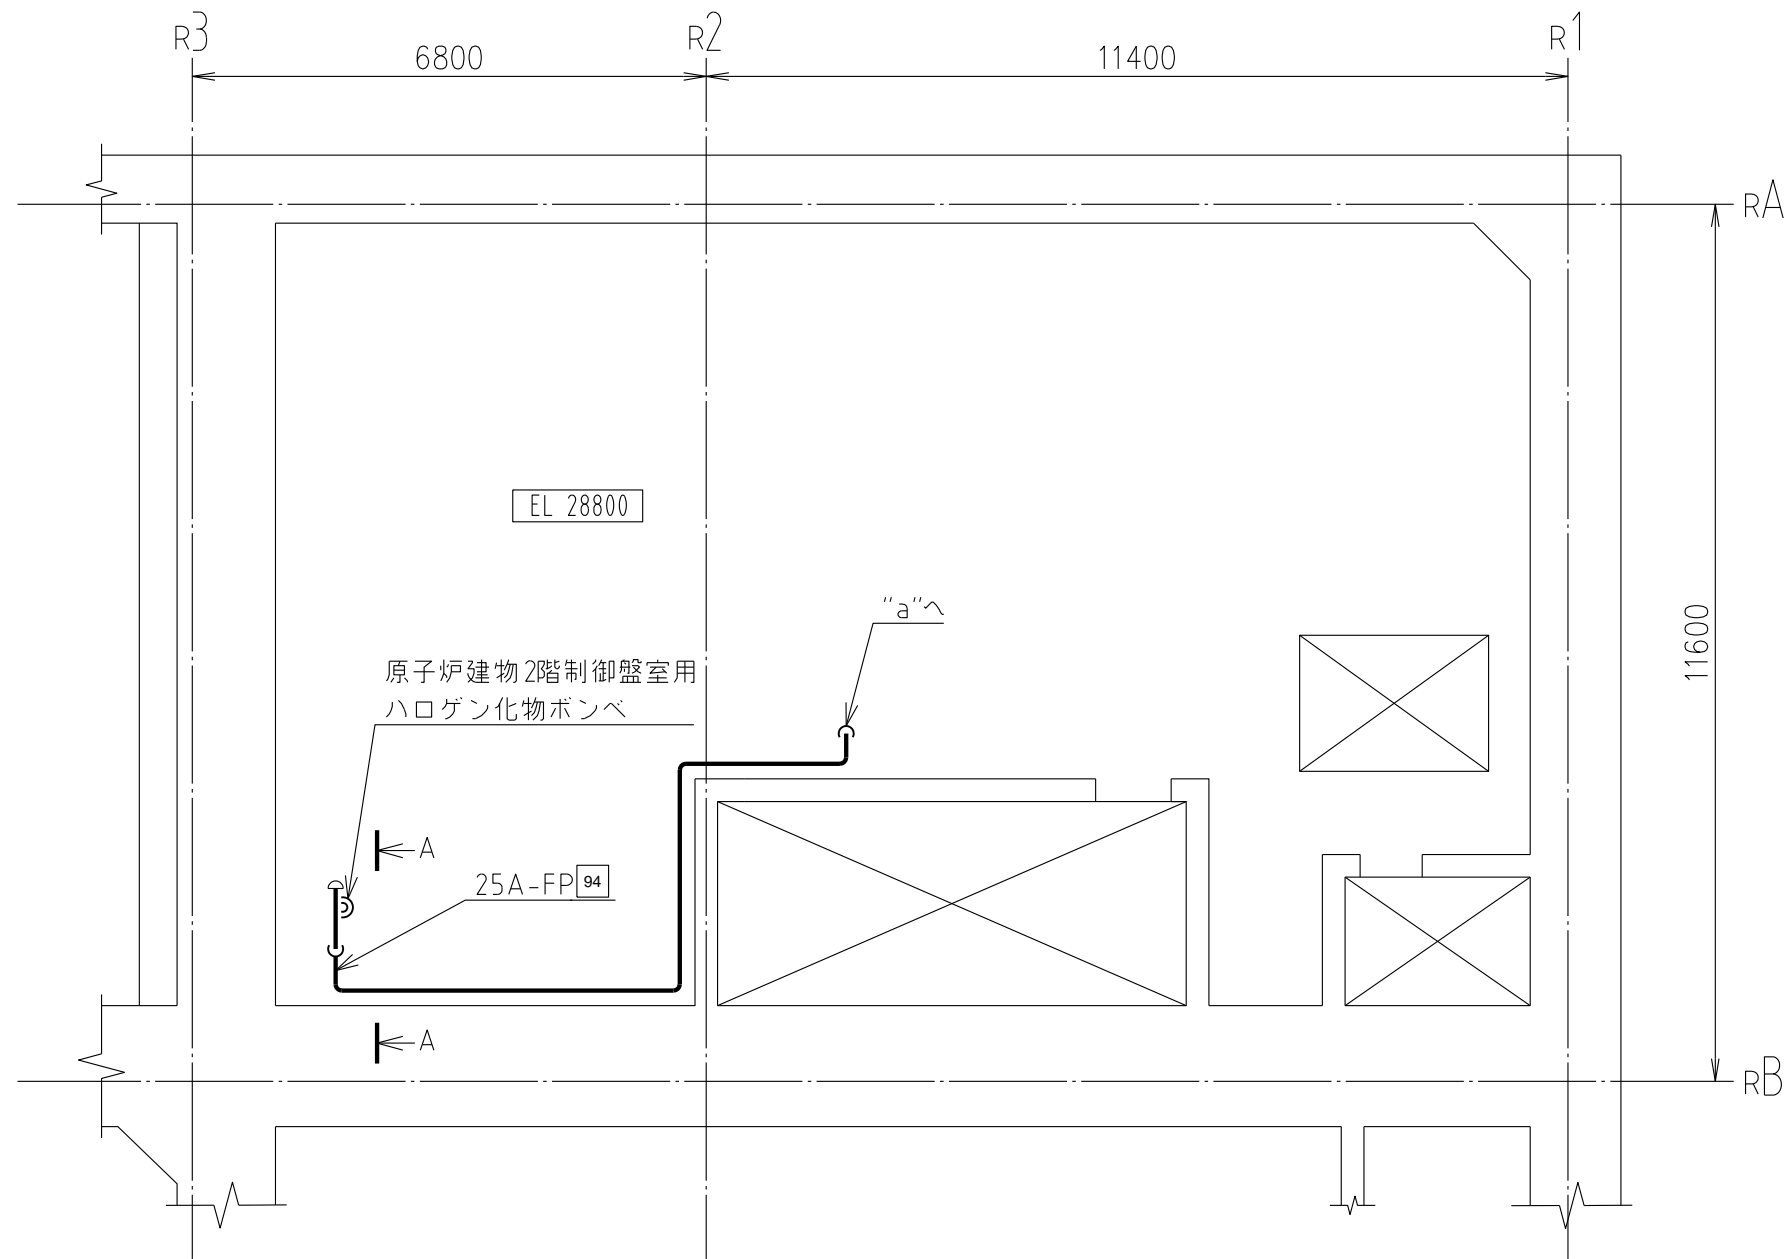 R3
R2
R1
6800
11400
RA
EL 28800
"a"へ
11600
原子炉建物2階制御盤室用
ハロゲン化物ボンベ
A
25A-FP 94
A
RB